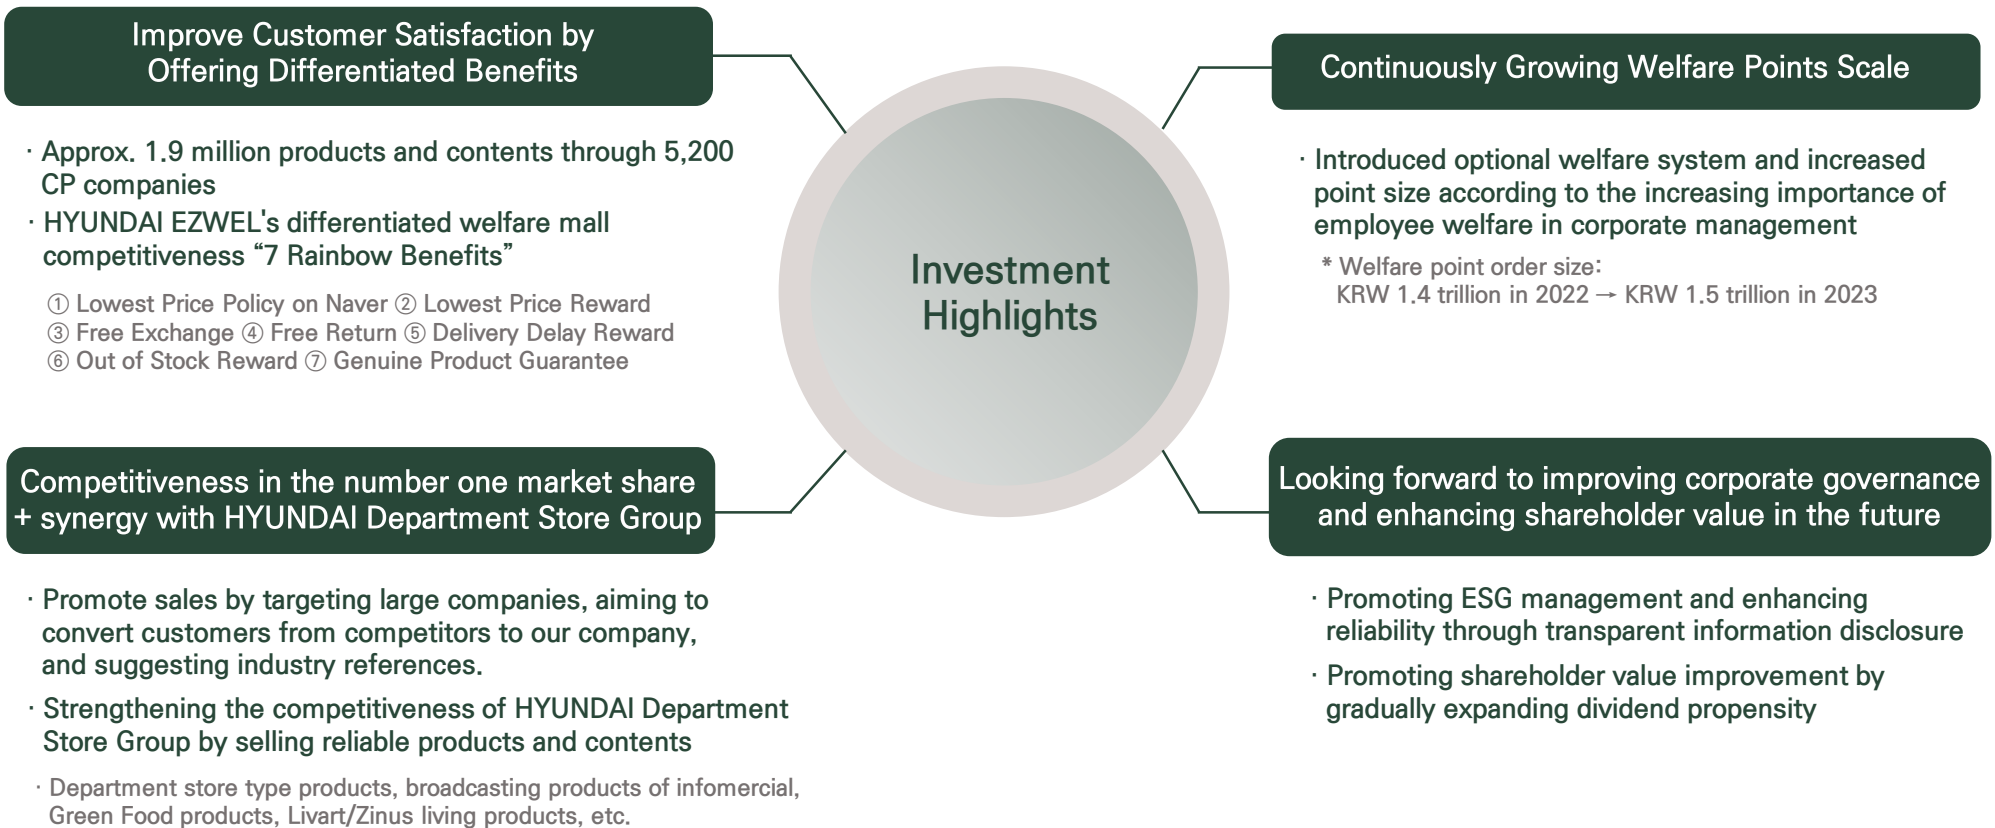 Improve Customer Satisfaction by
Offering Differentiated Benefits
· Approx. 1.9 million products and contents through 5,200
CP companies
· HYUNDAI EZWEL's differentiated welfare mall
competitiveness “7 Rainbow Benefits”
① Lowest Price Policy on Naver ② Lowest Price Reward
③ Free Exchange ④ Free Return ⑤ Delivery Delay Reward
⑥ Out of Stock Reward ⑦ Genuine Product Guarantee
Investment
Highlights
Continuously Growing Welfare Points Scale
· Introduced optional welfare system and increased
point size according to the increasing importance of
employee welfare in corporate management
* Welfare point order size:
KRW 1.4 trillion in 2022 → KRW 1.5 trillion in 2023
Competitiveness in the number one market share
+ synergy with HYUNDAI Department Store Group
· Promote sales by targeting large companies, aiming to
convert customers from competitors to our company,
and suggesting industry references.
· Strengthening the competitiveness of HYUNDAI Department
Store Group by selling reliable products and contents
· Department store type products, broadcasting products of infomercial,
Green Food products, Livart/Zinus living products, etc.
Looking forward to improving corporate governance
and enhancing shareholder value in the future
· Promoting ESG management and enhancing
reliability through transparent information disclosure
· Promoting shareholder value improvement by
gradually expanding dividend propensity